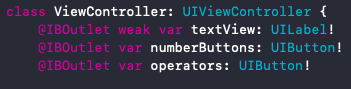 class ViewController: UIViewController {
@IBOutlet weak var textView: UILabel!
@IBOutlet var numberButtons: UIButton!
@IBOutlet var operators: UIButton!